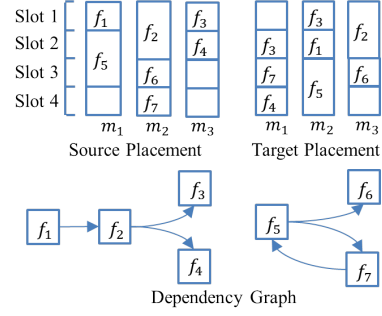 Slot 1 f₁ f₂ f₃ f₃ f₂
Slot 2 f₅ f₄ f₃ f₁
Slot 3 f₆ f₇ f₅ f₆
Slot 4 f₇ f₄
m₁ m₂ m₃ m₁ m₂ m₃
Source Placement Target Placement
f₃ f₆
f₁ f₂ f₅
f₄ f₇
Dependency Graph